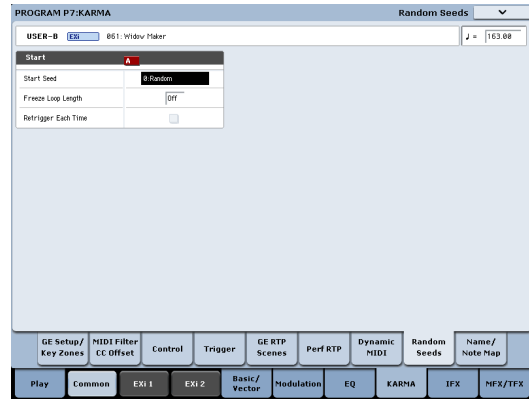 PROGRAM P7:KARMA Random Seeds
USER-B EXi 061: Widow Maker ♩ = 163.00
Start A
Start Seed 0:Random
Freeze Loop Length Off
Retrigger Each Time
GE Setup/ Key Zones MIDI Filter CC Offset Control Trigger GE RTP Scenes Perf RTP Dynamic MIDI Random Seeds Name/ Note Map
Play Common EXi 1 EXi 2 Basic/ Vector Modulation EQ KARMA IFX MFX/TFX